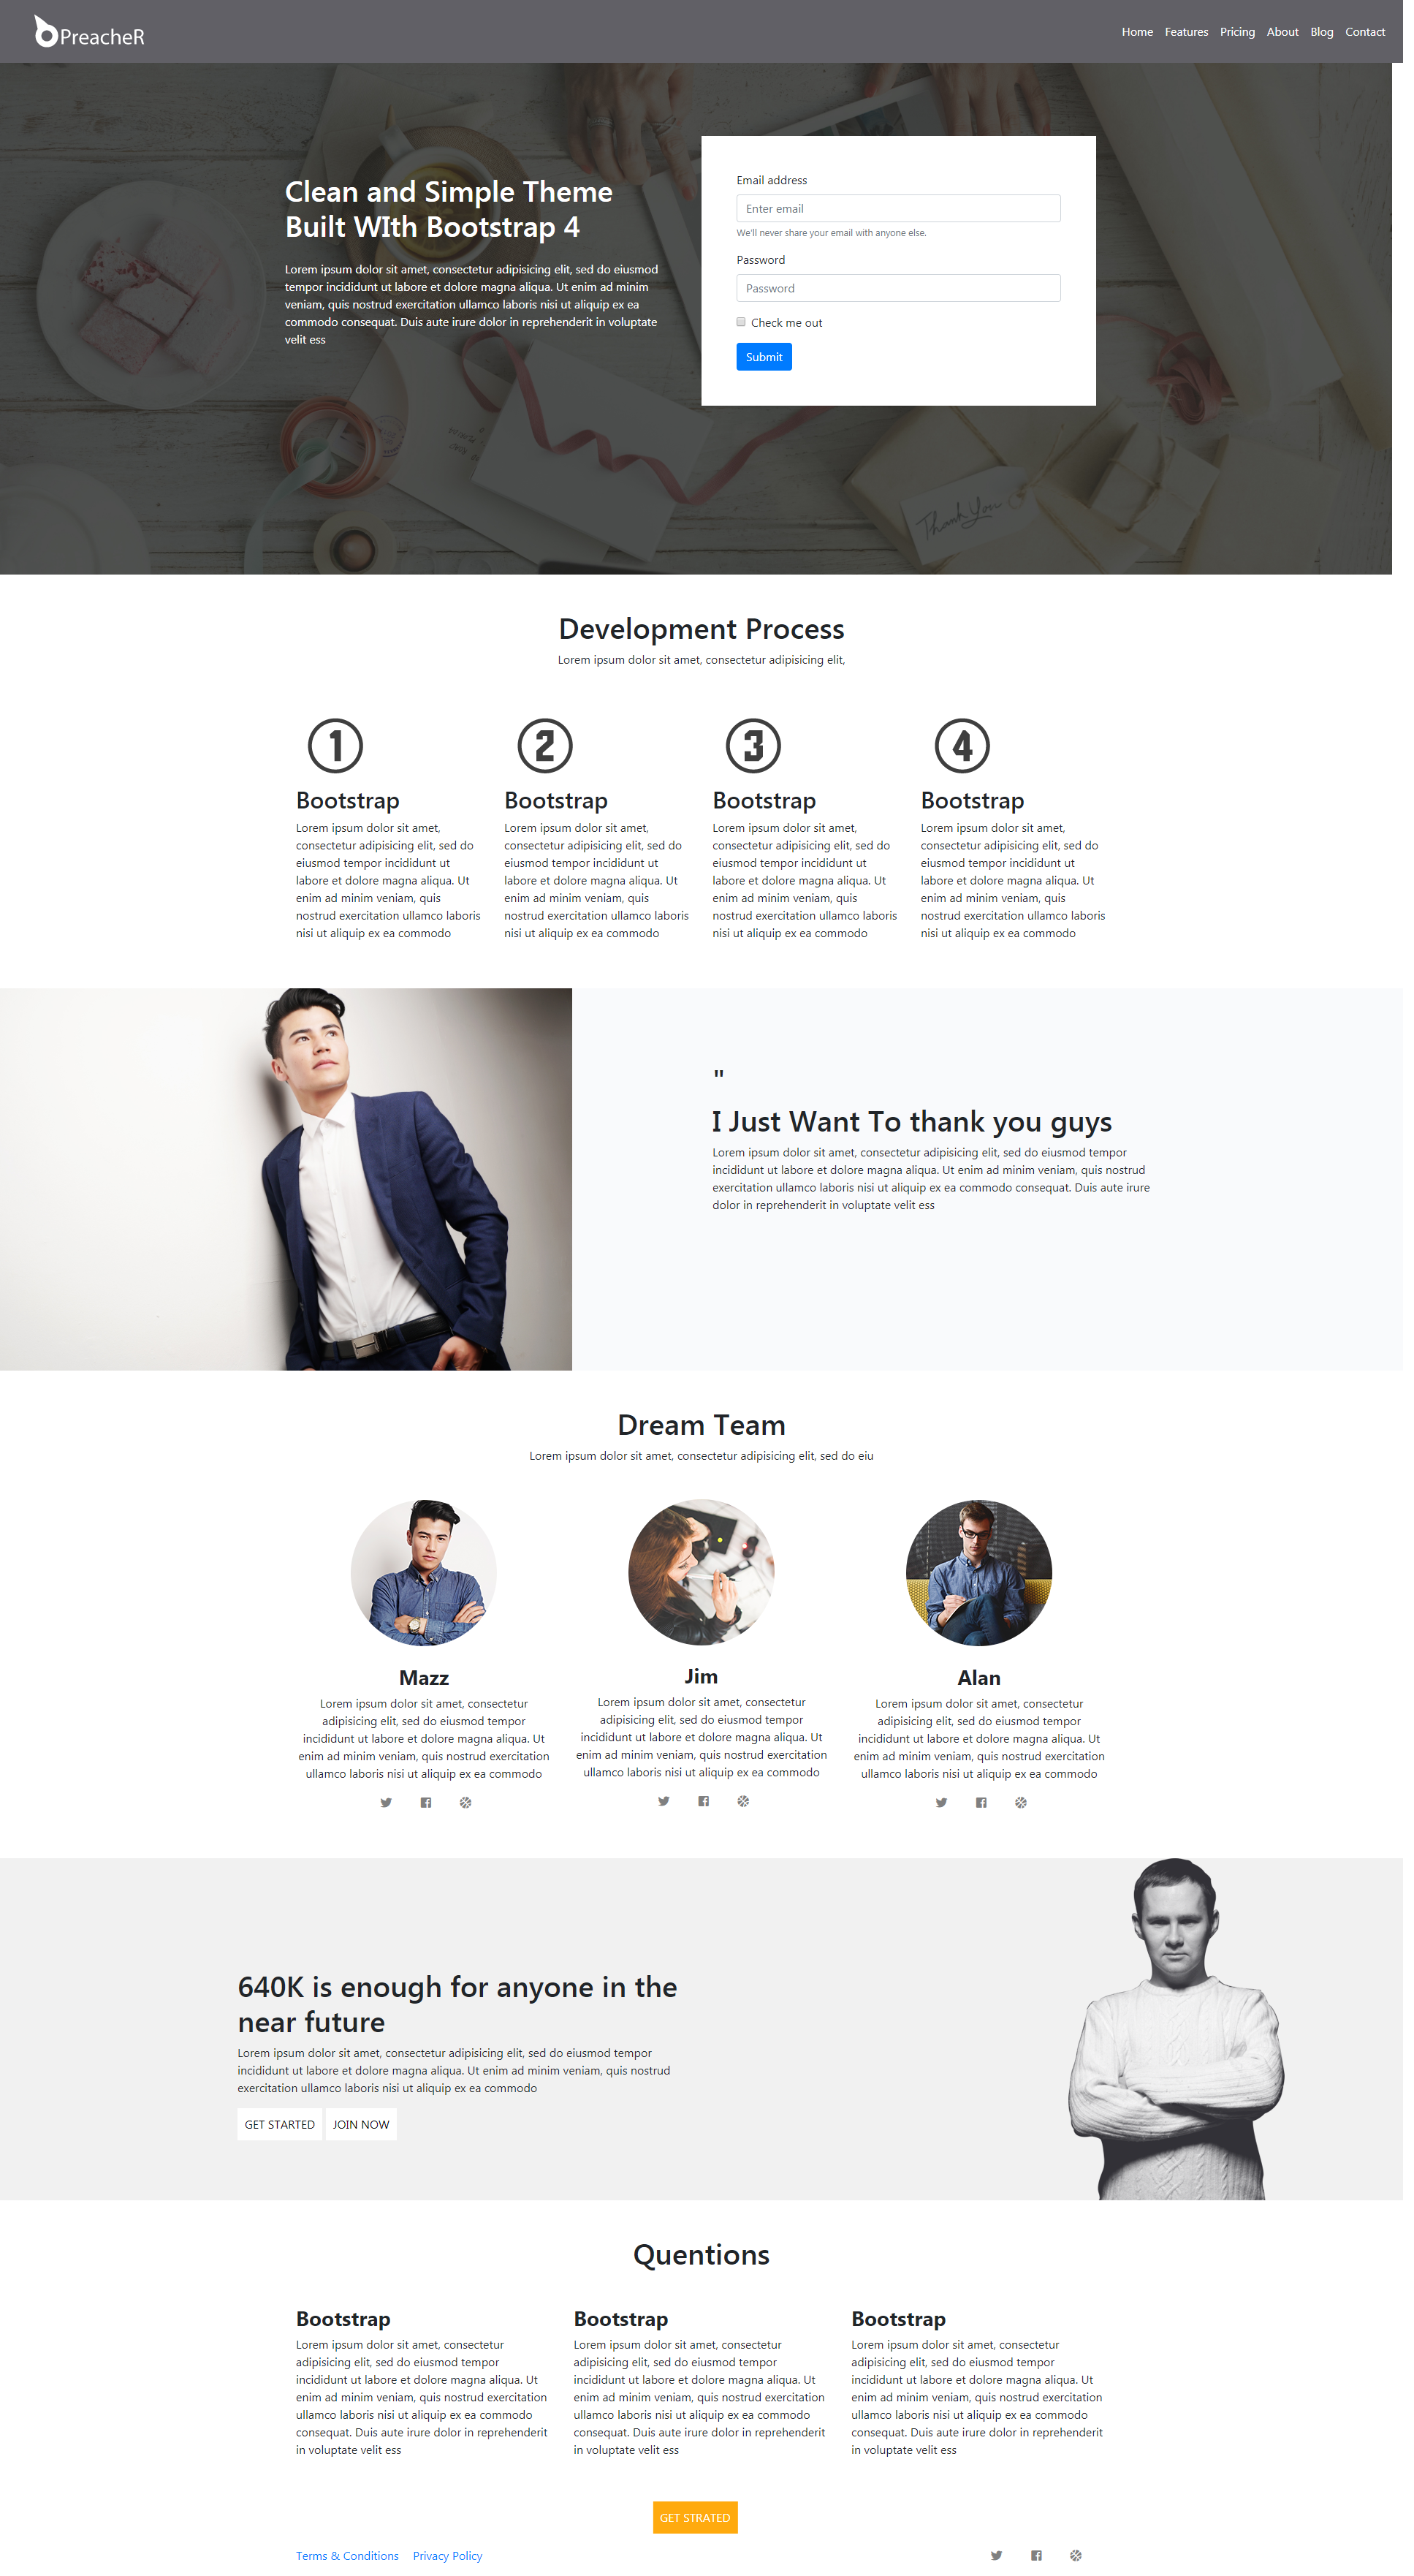 PreacheR
Home Features Pricing About Blog Contact
Clean and Simple Theme
Built WIth Bootstrap 4
Lorem ipsum dolor sit amet, consectetur adipisicing elit, sed do eiusmod
tempor incididunt ut labore et dolore magna aliqua. Ut enim ad minim
veniam, quis nostrud exercitation ullamco laboris nisi ut aliquip ex ea
commodo consequat. Duis aute irure dolor in reprehenderit in voluptate
velit ess
Email address
Enter email
We'll never share your email with anyone else.
Password
Password
Check me out
Submit
Thank You
Development Process
Lorem ipsum dolor sit amet, consectetur adipisicing elit,
1
Bootstrap
Lorem ipsum dolor sit amet,
consectetur adipisicing elit, sed do
eiusmod tempor incididunt ut
labore et dolore magna aliqua. Ut
enim ad minim veniam, quis
nostrud exercitation ullamco laboris
nisi ut aliquip ex ea commodo
2
Bootstrap
Lorem ipsum dolor sit amet,
consectetur adipisicing elit, sed do
eiusmod tempor incididunt ut
labore et dolore magna aliqua. Ut
enim ad minim veniam, quis
nostrud exercitation ullamco laboris
nisi ut aliquip ex ea commodo
3
Bootstrap
Lorem ipsum dolor sit amet,
consectetur adipisicing elit, sed do
eiusmod tempor incididunt ut
labore et dolore magna aliqua. Ut
enim ad minim veniam, quis
nostrud exercitation ullamco laboris
nisi ut aliquip ex ea commodo
4
Bootstrap
Lorem ipsum dolor sit amet,
consectetur adipisicing elit, sed do
eiusmod tempor incididunt ut
labore et dolore magna aliqua. Ut
enim ad minim veniam, quis
nostrud exercitation ullamco laboris
nisi ut aliquip ex ea commodo
"
I Just Want To thank you guys
Lorem ipsum dolor sit amet, consectetur adipisicing elit, sed do eiusmod tempor
incididunt ut labore et dolore magna aliqua. Ut enim ad minim veniam, quis nostrud
exercitation ullamco laboris nisi ut aliquip ex ea commodo consequat. Duis aute irure
dolor in reprehenderit in voluptate velit ess
Dream Team
Lorem ipsum dolor sit amet, consectetur adipisicing elit, sed do eiu
Mazz
Lorem ipsum dolor sit amet, consectetur
adipisicing elit, sed do eiusmod tempor
incididunt ut labore et dolore magna aliqua. Ut
enim ad minim veniam, quis nostrud exercitation
ullamco laboris nisi ut aliquip ex ea commodo
Jim
Lorem ipsum dolor sit amet, consectetur
adipisicing elit, sed do eiusmod tempor
incididunt ut labore et dolore magna aliqua. Ut
enim ad minim veniam, quis nostrud exercitation
ullamco laboris nisi ut aliquip ex ea commodo
Alan
Lorem ipsum dolor sit amet, consectetur
adipisicing elit, sed do eiusmod tempor
incididunt ut labore et dolore magna aliqua. Ut
enim ad minim veniam, quis nostrud exercitation
ullamco laboris nisi ut aliquip ex ea commodo
640K is enough for anyone in the
near future
Lorem ipsum dolor sit amet, consectetur adipisicing elit, sed do eiusmod tempor
incididunt ut labore et dolore magna aliqua. Ut enim ad minim veniam, quis nostrud
exercitation ullamco laboris nisi ut aliquip ex ea commodo
GET STARTED JOIN NOW
Quentions
Bootstrap
Lorem ipsum dolor sit amet, consectetur
adipisicing elit, sed do eiusmod tempor
incididunt ut labore et dolore magna aliqua. Ut
enim ad minim veniam, quis nostrud exercitation
ullamco laboris nisi ut aliquip ex ea commodo
consequat. Duis aute irure dolor in reprehenderit
in voluptate velit ess
Bootstrap
Lorem ipsum dolor sit amet, consectetur
adipisicing elit, sed do eiusmod tempor
incididunt ut labore et dolore magna aliqua. Ut
enim ad minim veniam, quis nostrud exercitation
ullamco laboris nisi ut aliquip ex ea commodo
consequat. Duis aute irure dolor in reprehenderit
in voluptate velit ess
Bootstrap
Lorem ipsum dolor sit amet, consectetur
adipisicing elit, sed do eiusmod tempor
incididunt ut labore et dolore magna aliqua. Ut
enim ad minim veniam, quis nostrud exercitation
ullamco laboris nisi ut aliquip ex ea commodo
consequat. Duis aute irure dolor in reprehenderit
in voluptate velit ess
GET STRATED
Terms & Conditions Privacy Policy